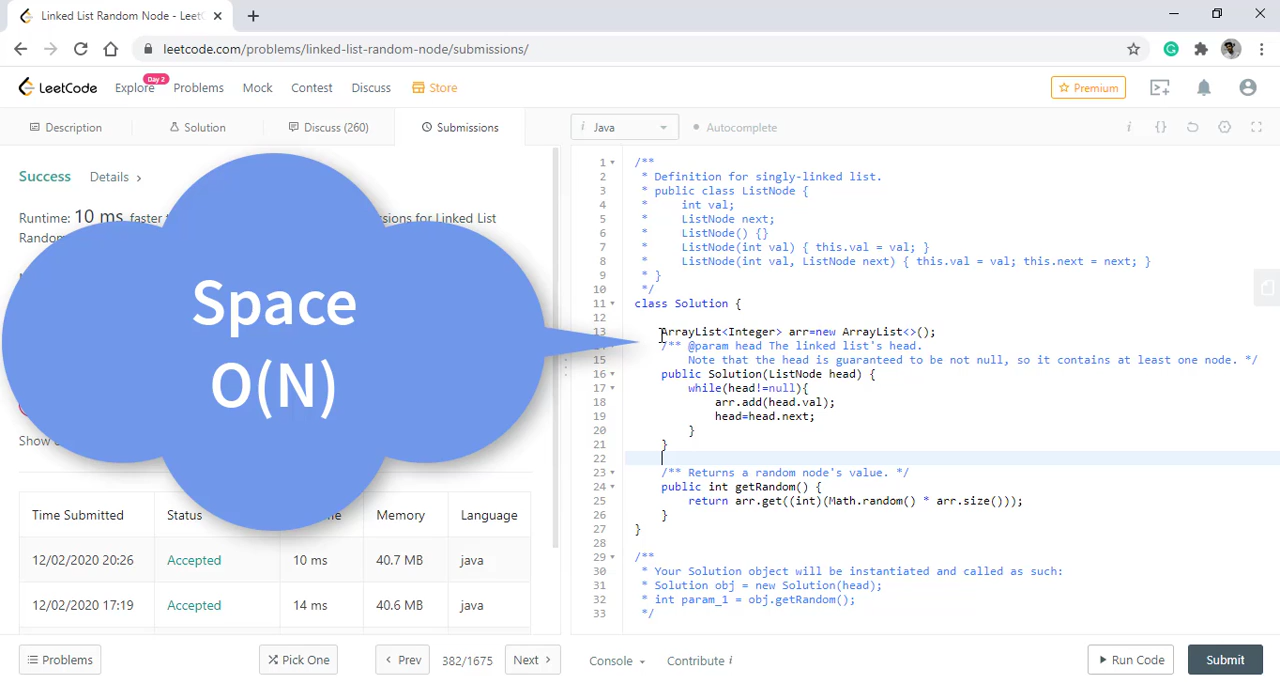 Linked List Random Node - LeetC
leetcode.com/problems/linked-list-random-node/submissions/
LeetCode
Explore
Day 2
Problems
Mock
Contest
Discuss
Store
Premium
Description
Solution
Discuss (260)
Submissions
i Java
Autocomplete
i
{}
Success
Details
Runtime: 10 ms, faster
sions for Linked List
Random
Space
O(N)
Show
Time Submitted
Status
Memory
Language
12/02/2020 20:26
Accepted
10 ms
40.7 MB
java
12/02/2020 17:19
Accepted
14 ms
40.6 MB
java
1 /**
2 * Definition for singly-linked list.
3 * public class ListNode {
4 int val;
5 * ListNode next;
6 * ListNode() {}
7 * ListNode(int val) { this.val = val; }
8 * ListNode(int val, ListNode next) { this.val = val; this.next = next; }
9 * }
10 */
11 class Solution {
12
13 ArrayList<Integer> arr=new ArrayList<>();
14 /** @param head The linked list's head.
15 Note that the head is guaranteed to be not null, so it contains at least one node. */
16 public Solution(ListNode head) {
17 while(head!=null){
18 arr.add(head.val);
19 head=head.next;
20 }
21 }
22
23 /** Returns a random node's value. */
24 public int getRandom() {
25 return arr.get((int)(Math.random() * arr.size()));
26 }
27 }
28
29 /**
30 * Your Solution object will be instantiated and called as such:
31 * Solution obj = new Solution(head);
32 * int param_1 = obj.getRandom();
33 */
Problems
Pick One
Prev
382/1675
Next
Console
Contribute i
Run Code
Submit